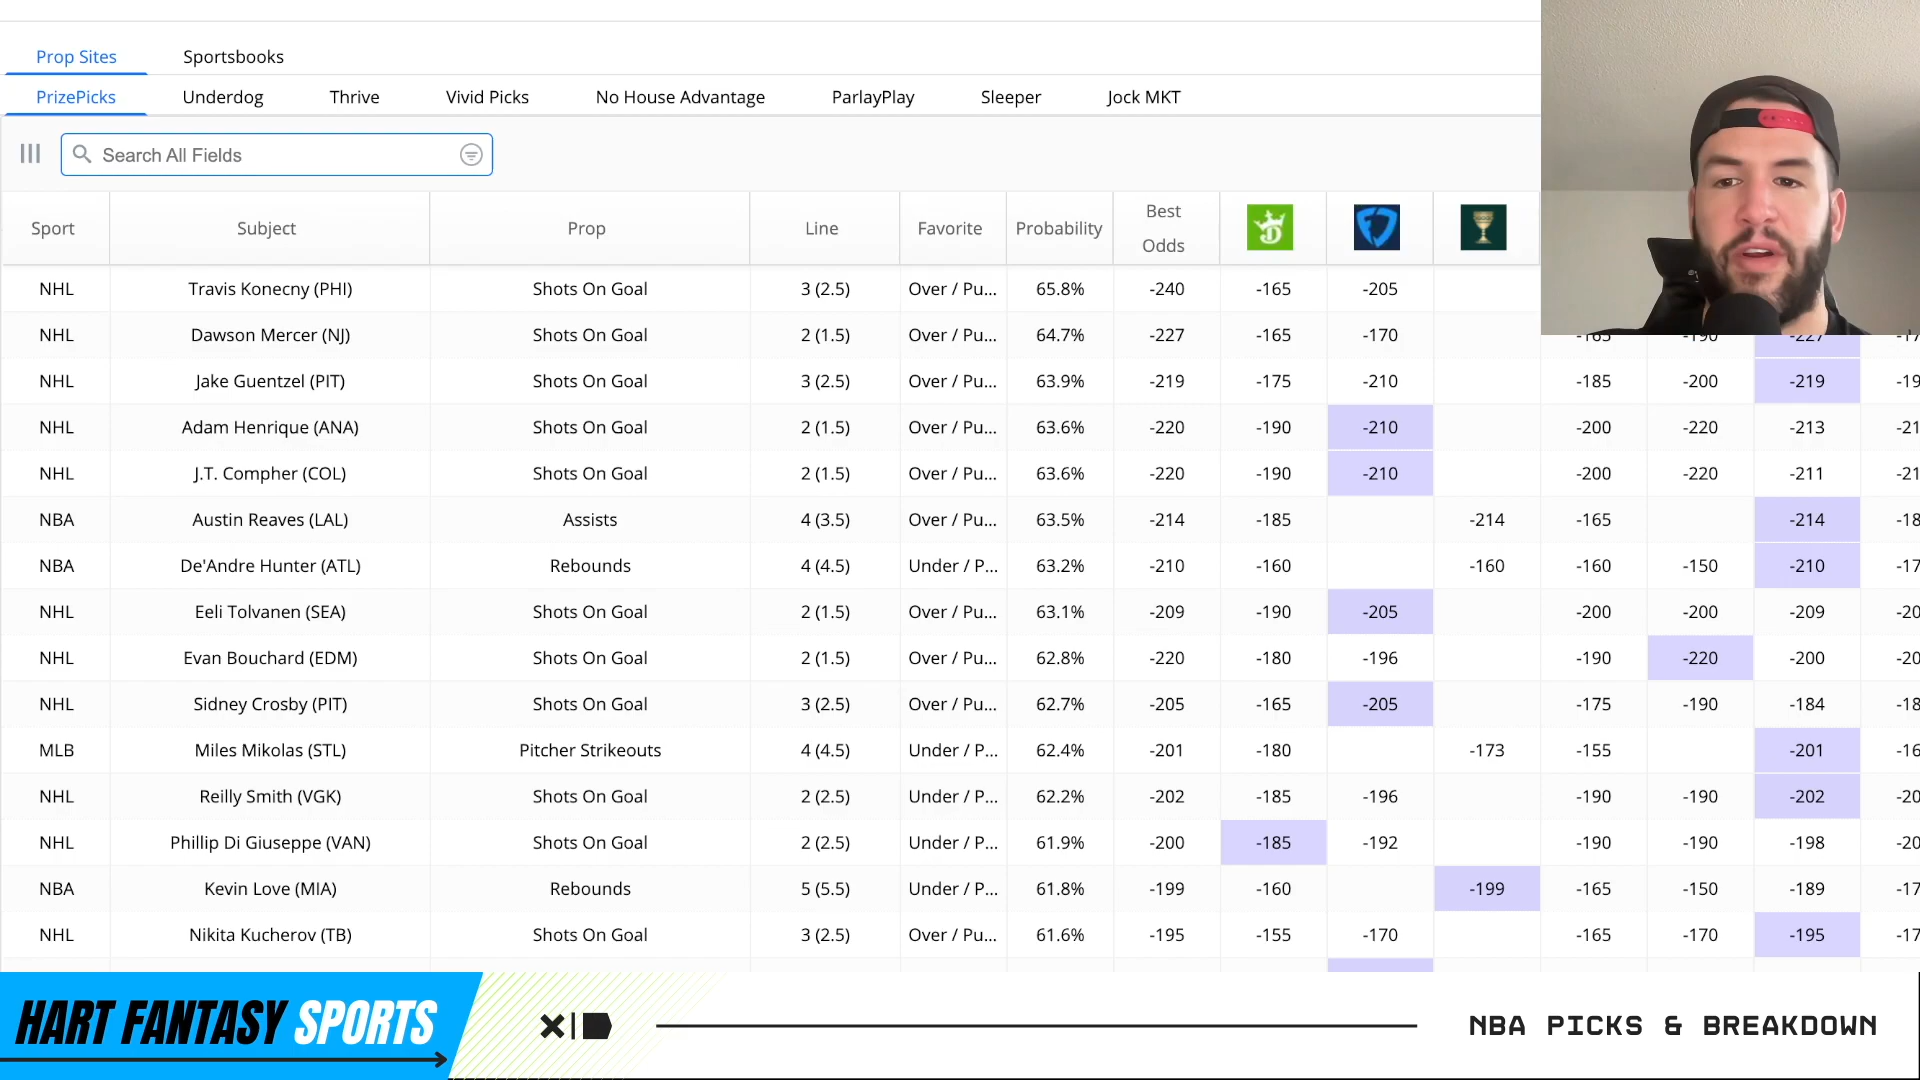 Prop Sites Sportsbooks
PrizePicks Underdog Thrive Vivid Picks No House Advantage ParlayPlay Sleeper Jock MKT
Search All Fields
Sport Subject Prop Line Favorite Probability Best Odds
NHL Travis Konecny (PHI) Shots On Goal 3 (2.5) Over / Pu... 65.8% -240 -165 -205
NHL Dawson Mercer (NJ) Shots On Goal 2 (1.5) Over / Pu... 64.7% -227 -165 -170 -165 -190 -227
NHL Jake Guentzel (PIT) Shots On Goal 3 (2.5) Over / Pu... 63.9% -219 -175 -210 -185 -200 -219 -19
NHL Adam Henrique (ANA) Shots On Goal 2 (1.5) Over / Pu... 63.6% -220 -190 -210 -200 -220 -213 -21
NHL J.T. Compher (COL) Shots On Goal 2 (1.5) Over / Pu... 63.6% -220 -190 -210 -200 -220 -211 -21
NBA Austin Reaves (LAL) Assists 4 (3.5) Over / Pu... 63.5% -214 -185 -214 -165 -214 -18
NBA De'Andre Hunter (ATL) Rebounds 4 (4.5) Under / P... 63.2% -210 -160 -160 -160 -150 -210 -17
NHL Eeli Tolvanen (SEA) Shots On Goal 2 (1.5) Over / Pu... 63.1% -209 -190 -205 -200 -200 -209 -20
NHL Evan Bouchard (EDM) Shots On Goal 2 (1.5) Over / Pu... 62.8% -220 -180 -196 -190 -220 -200 -20
NHL Sidney Crosby (PIT) Shots On Goal 3 (2.5) Over / Pu... 62.7% -205 -165 -205 -175 -190 -184 -18
MLB Miles Mikolas (STL) Pitcher Strikeouts 4 (4.5) Under / P... 62.4% -201 -180 -173 -155 -201 -16
NHL Reilly Smith (VGK) Shots On Goal 2 (2.5) Under / P... 62.2% -202 -185 -196 -190 -190 -202 -20
NHL Phillip Di Giuseppe (VAN) Shots On Goal 2 (2.5) Under / P... 61.9% -200 -185 -192 -190 -190 -198 -20
NBA Kevin Love (MIA) Rebounds 5 (5.5) Under / P... 61.8% -199 -160 -199 -165 -150 -189 -17
NHL Nikita Kucherov (TB) Shots On Goal 3 (2.5) Over / Pu... 61.6% -195 -155 -170 -165 -170 -195 -17
HART FANTASY SPORTS NBA PICKS & BREAKDOWN